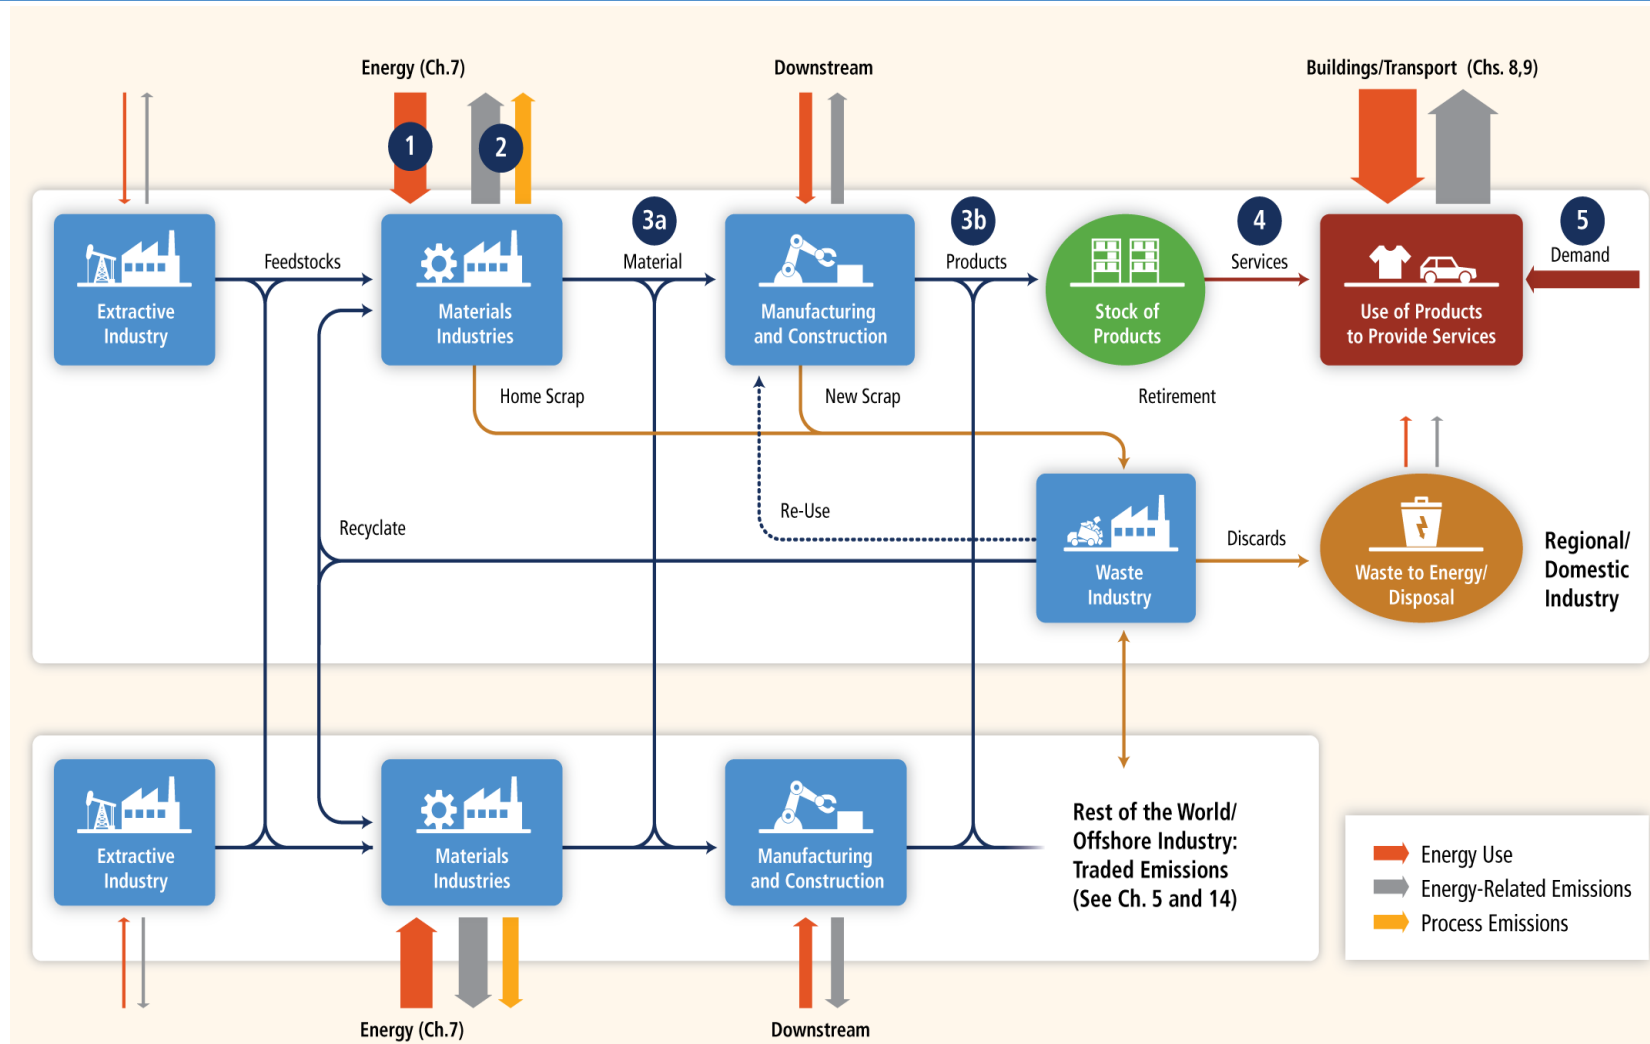 Energy (Ch.7)
Downstream
Buildings/Transport (Chs. 8,9)
1
2
3a
3b
4
5
Feedstocks
Material
Products
Services
Demand
Extractive
Industry
Materials
Industries
Manufacturing
and Construction
Stock of
Products
Use of Products
to Provide Services
Home Scrap
New Scrap
Retirement
Re-Use
Recyclate
Discards
Waste
Industry
Waste to Energy/
Disposal
Regional/
Domestic
Industry
Extractive
Industry
Materials
Industries
Manufacturing
and Construction
Rest of the World/
Offshore Industry:
Traded Emissions
(See Ch. 5 and 14)
Energy Use
Energy-Related Emissions
Process Emissions
Energy (Ch.7)
Downstream